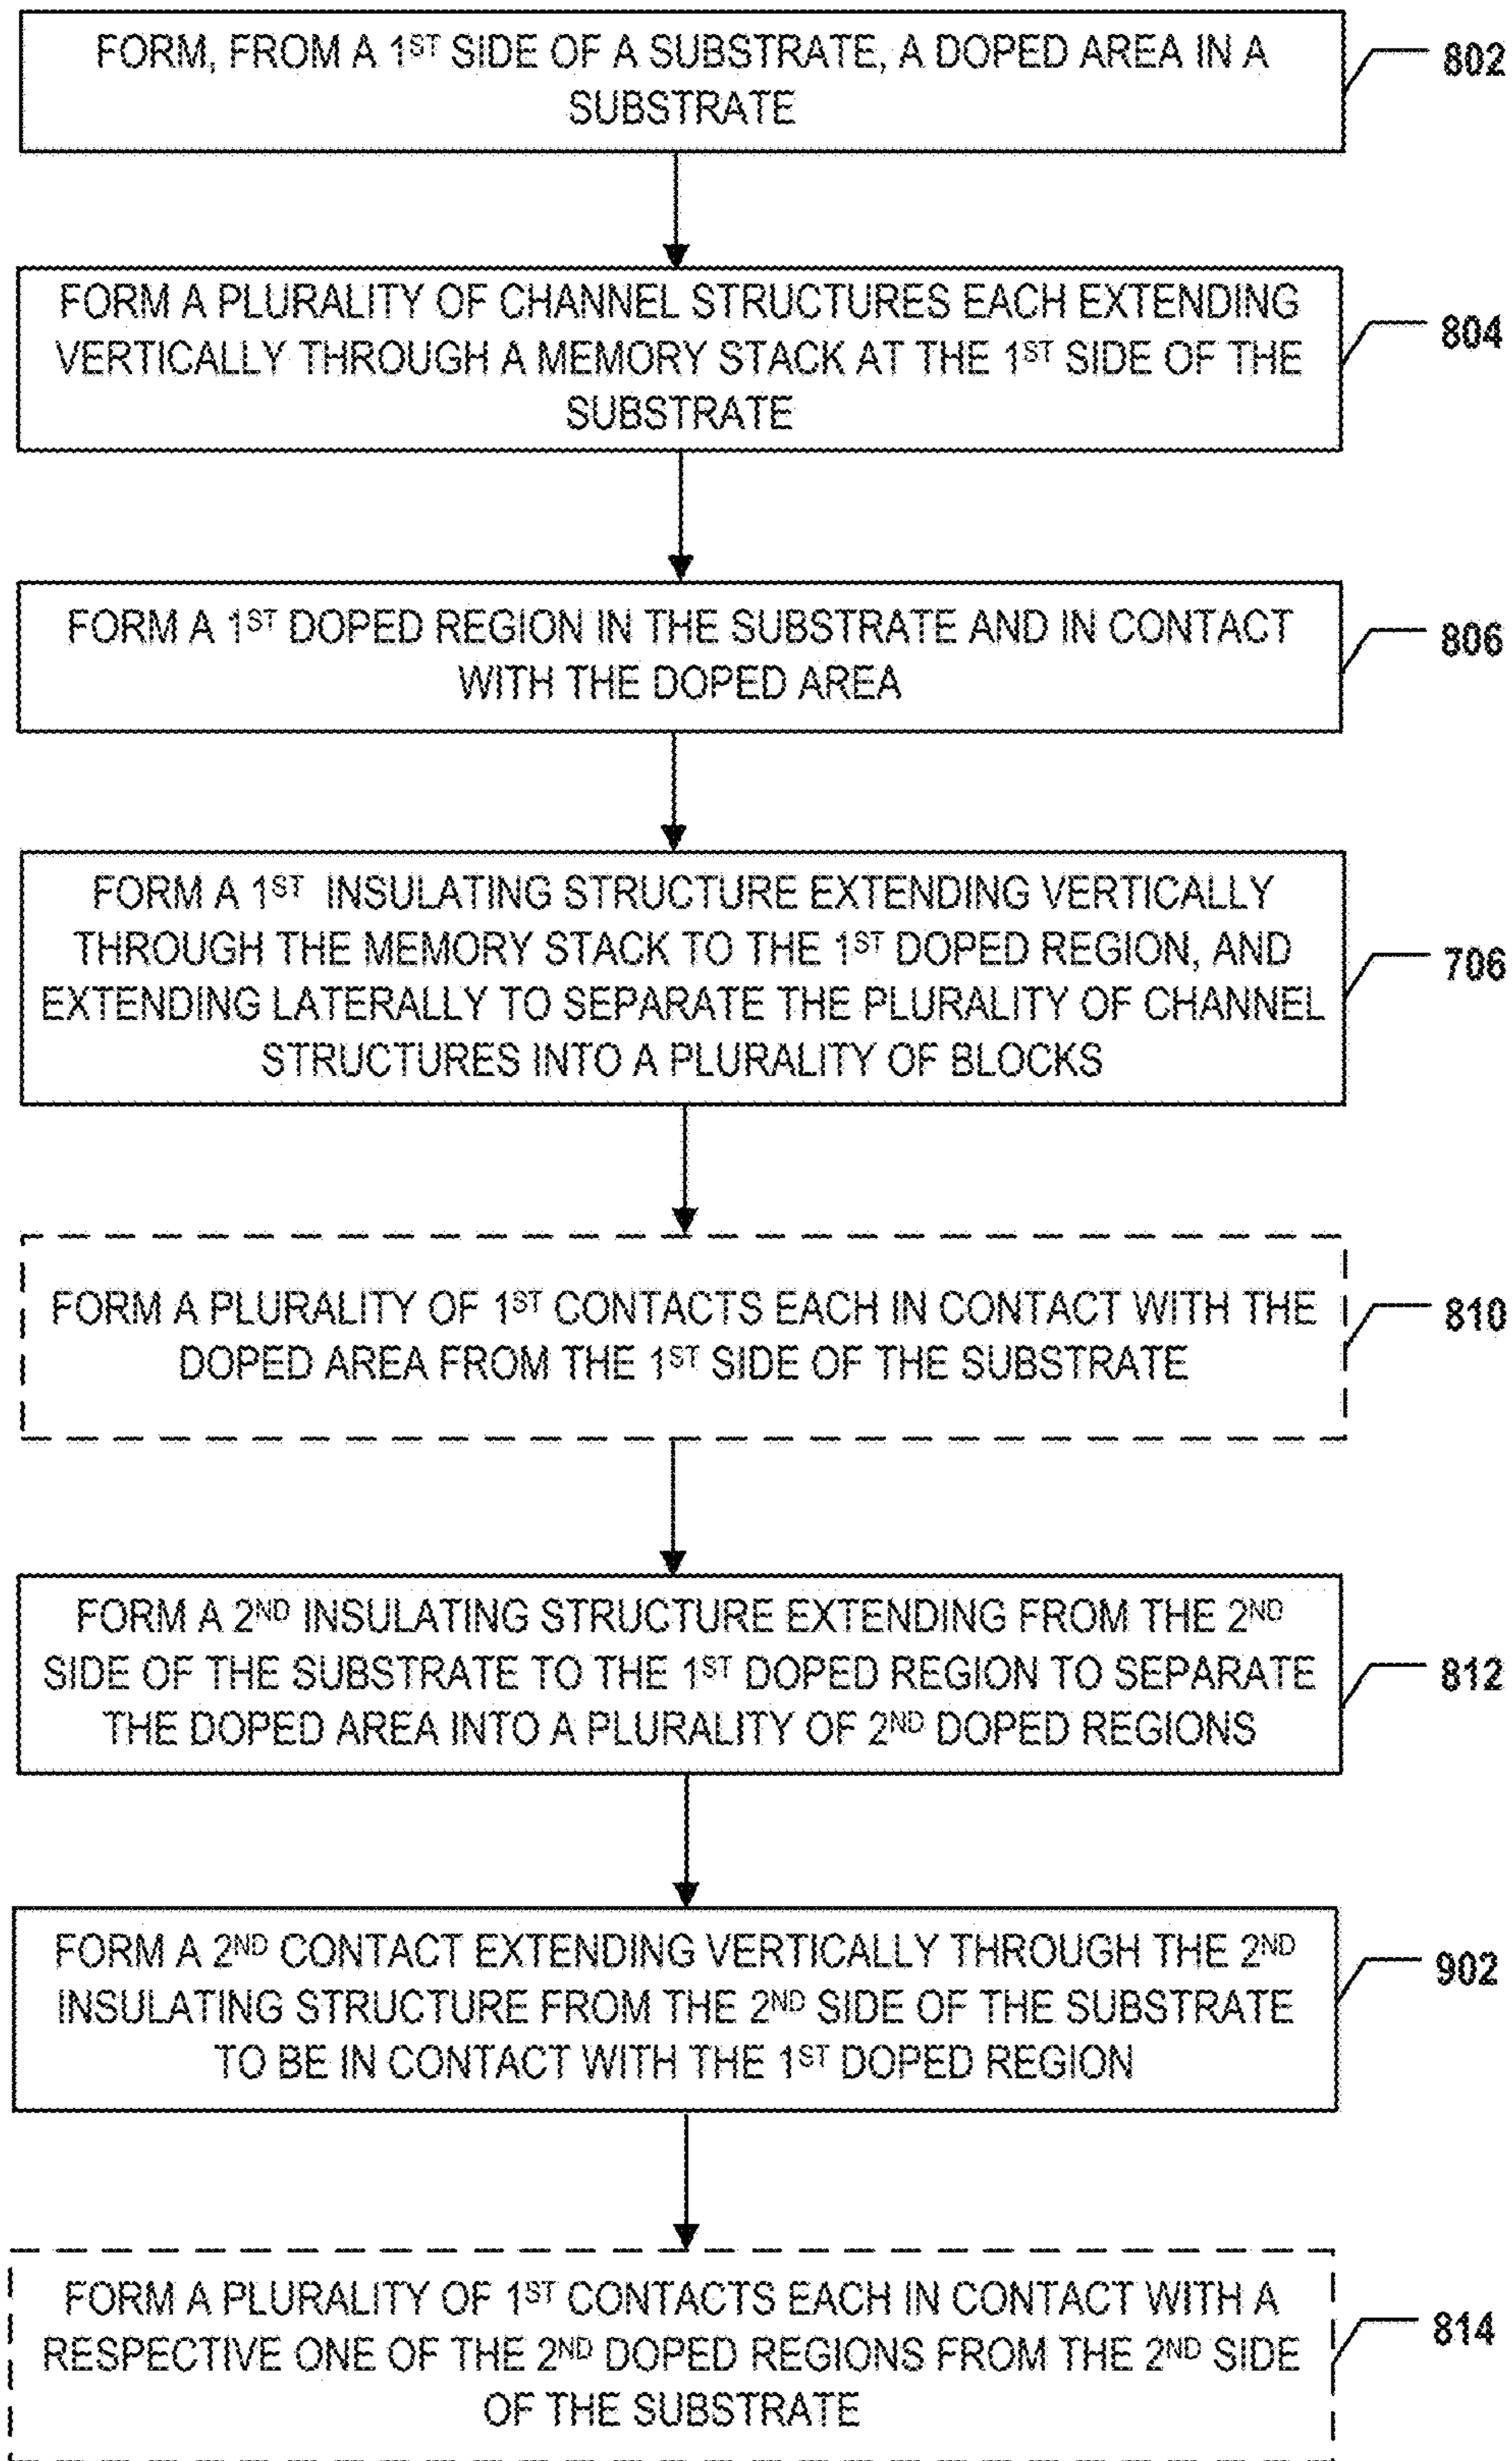 FORM, FROM A 1ST SIDE OF A SUBSTRATE, A DOPED AREA IN A
SUBSTRATE
802
FORM A PLURALITY OF CHANNEL STRUCTURES EACH EXTENDING
VERTICALLY THROUGH A MEMORY STACK AT THE 1ST SIDE OF THE
SUBSTRATE
804
FORM A 1ST DOPED REGION IN THE SUBSTRATE AND IN CONTACT
WITH THE DOPED AREA
806
FORM A 1ST INSULATING STRUCTURE EXTENDING VERTICALLY
THROUGH THE MEMORY STACK TO THE 1ST DOPED REGION, AND
EXTENDING LATERALLY TO SEPARATE THE PLURALITY OF CHANNEL
STRUCTURES INTO A PLURALITY OF BLOCKS
706
FORM A PLURALITY OF 1ST CONTACTS EACH IN CONTACT WITH THE
DOPED AREA FROM THE 1ST SIDE OF THE SUBSTRATE
810
FORM A 2ND INSULATING STRUCTURE EXTENDING FROM THE 2ND
SIDE OF THE SUBSTRATE TO THE 1ST DOPED REGION TO SEPARATE
THE DOPED AREA INTO A PLURALITY OF 2ND DOPED REGIONS
812
FORM A 2ND CONTACT EXTENDING VERTICALLY THROUGH THE 2ND
INSULATING STRUCTURE FROM THE 2ND SIDE OF THE SUBSTRATE
TO BE IN CONTACT WITH THE 1ST DOPED REGION
902
FORM A PLURALITY OF 1ST CONTACTS EACH IN CONTACT WITH A
RESPECTIVE ONE OF THE 2ND DOPED REGIONS FROM THE 2ND SIDE
OF THE SUBSTRATE
814